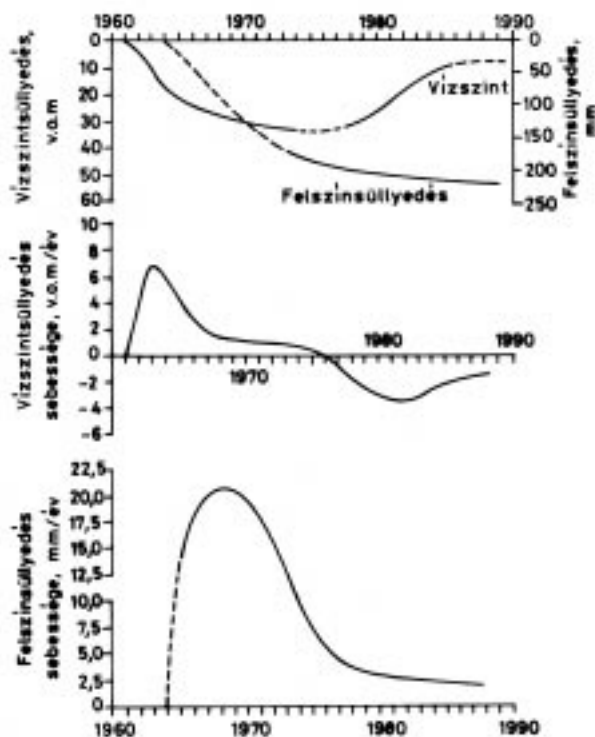 1960 1970 1980 1990
Vízszintsüllyedés,
v.o.m
0
10
20
30
40
50
60
Vízszint
Felszínsüllyedés
0
50
100
150
200
250
Felszínsüllyedés,
mm
Vízszintsüllyedés
sebessége, v.o.m/év
10
8
6
4
2
0
-2
-4
-6
1970
1980
1990
Felszínsüllyedés
sebessége, mm/év
22,5
20,0
17,5
15,0
12,5
10,0
7,5
5,0
2,5
0
1960 1970 1980 1990